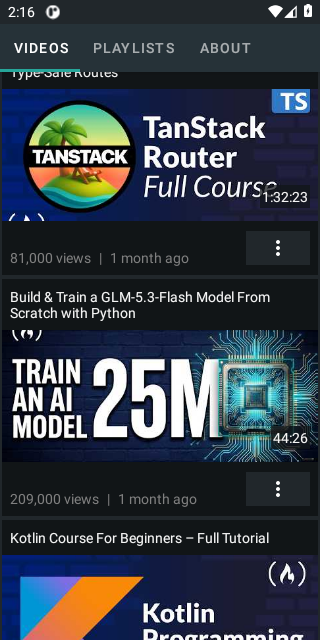 2:16
VIDEOS PLAYLISTS ABOUT
Type-Safe Routes
TS
TANSTACK
TanStack
Router
Full Course
1:32:23
81,000 views | 1 month ago
Build & Train a GLM-5.3-Flash Model From
Scratch with Python
TRAIN
AN AI
MODEL
25M
44:26
209,000 views | 1 month ago
Kotlin Course For Beginners – Full Tutorial
Kotlin
Programming